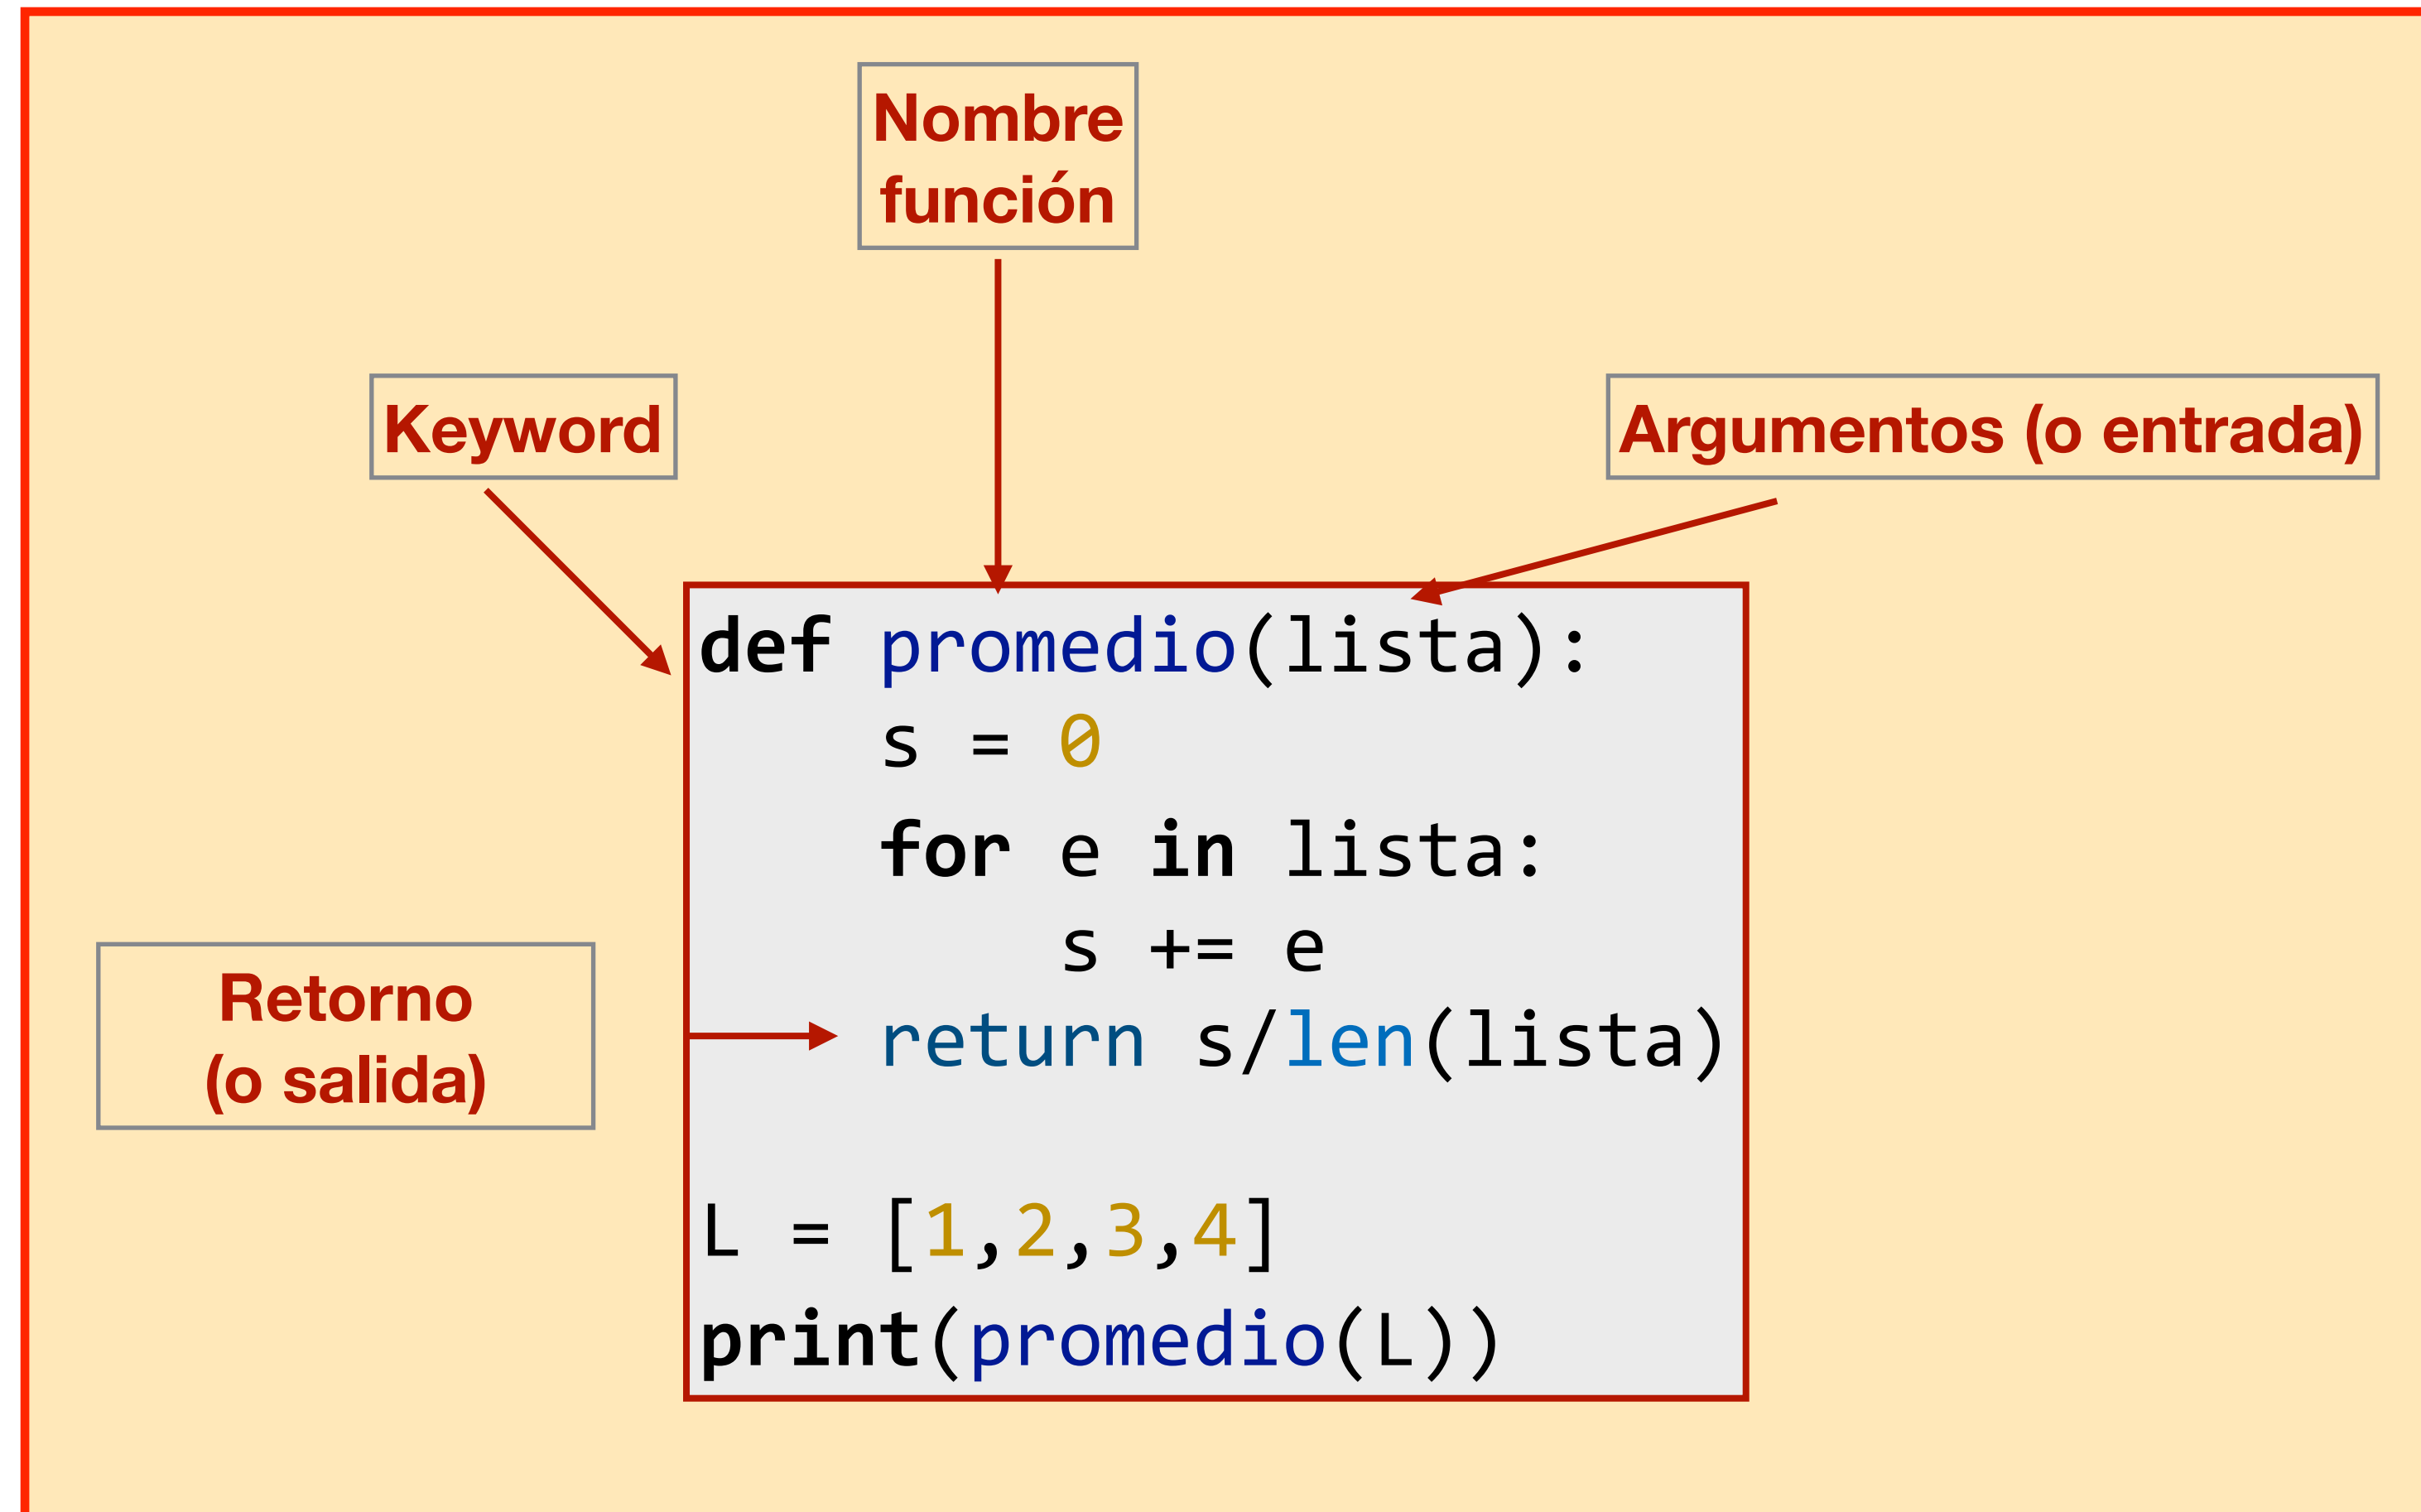 Nombre
función
Keyword
Argumentos (o entrada)
def promedio(lista):
    s = 0
    for e in lista:
        s += e
    return s/len(lista)
L = [1,2,3,4]
print(promedio(L))
Retorno
(o salida)